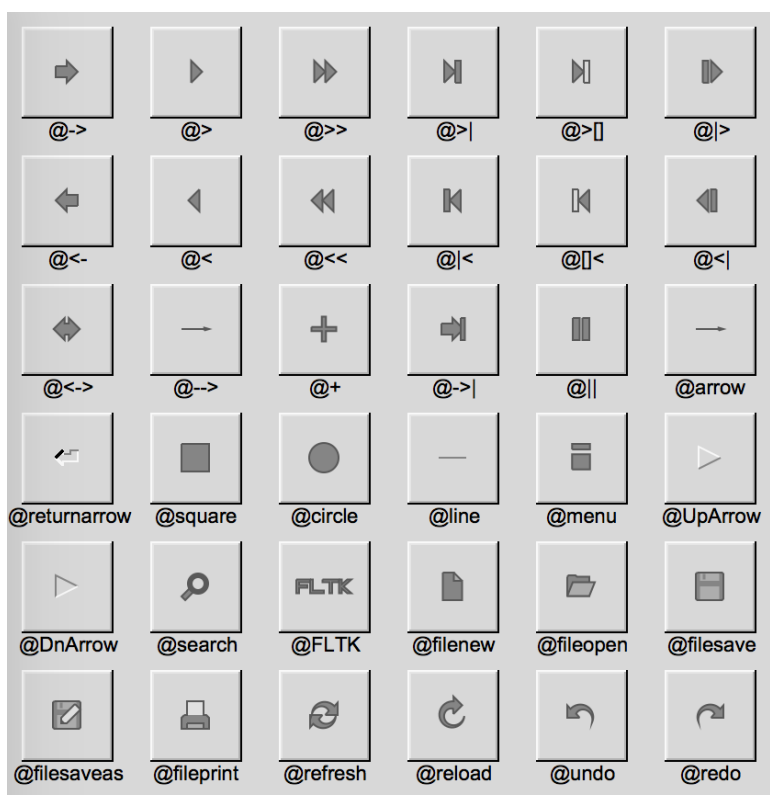 @-> @> @>> @>| @>[] @|>
@<- @< @<< @|< @[]< @<|
@<-> @--> @+ @->| @|| @arrow
@returnarrow @square @circle @line @menu @UpArrow
FLTK
@DnArrow @search @FLTK @filenew @fileopen @filesave
@filesaveas @fileprint @refresh @reload @undo @redo